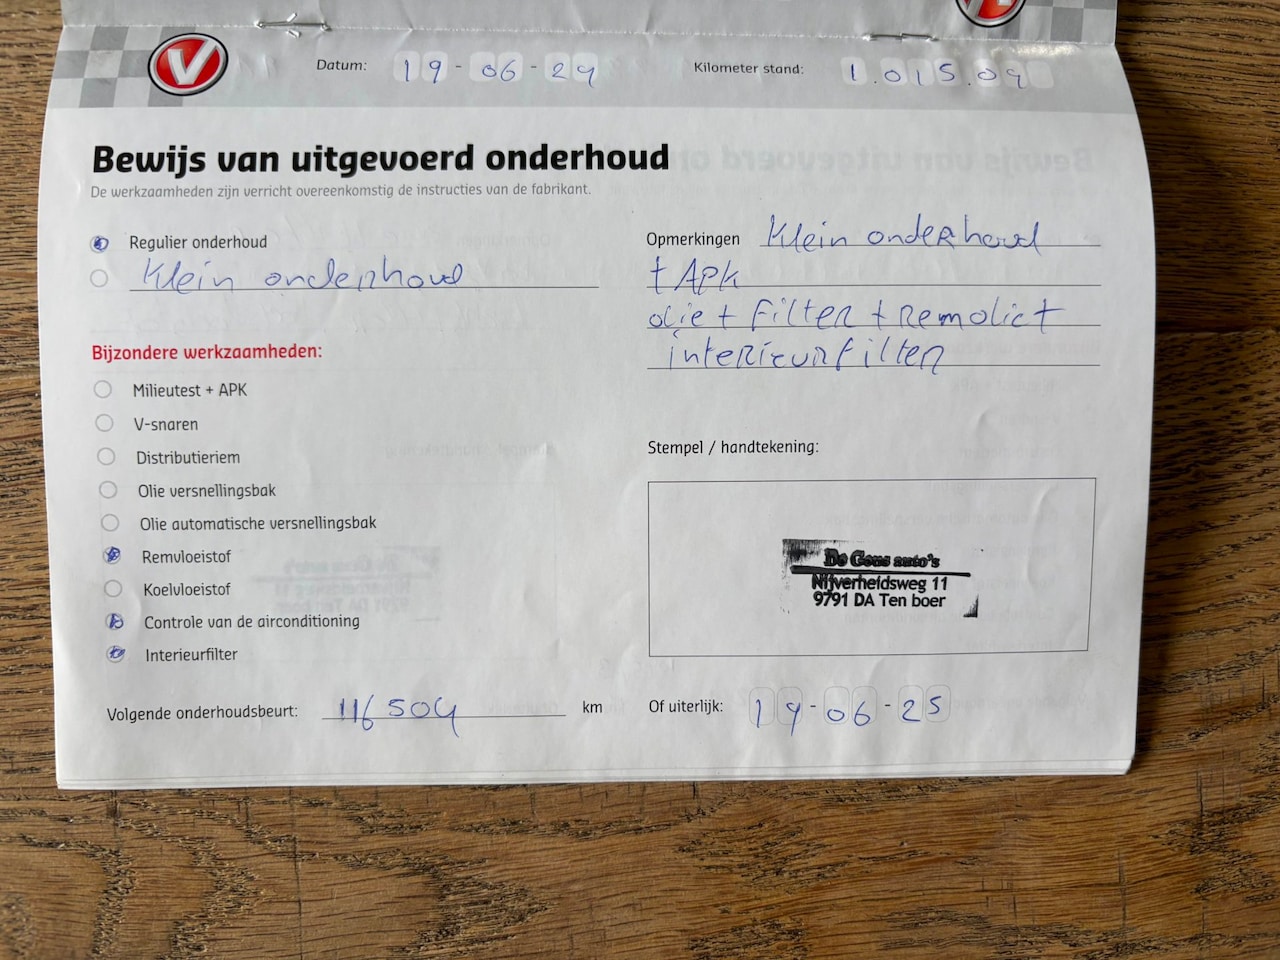 V
Datum: 19-06-24
Kilometer stand: 1.015.04
Bewijs van uitgevoerd onderhoud
De werkzaamheden zijn verricht overeenkomstig de instructies van de fabrikant.
Regulier onderhoud
Klein onderhoud
Opmerkingen Klein onderhoud
+ APK
olie + Filter + Remolie +
interieurfilter
Bijzondere werkzaamheden:
Milieutest + APK
V-snaren
Distributieriem
Olie versnellingsbak
Olie automatische versnellingsbak
Remvloeistof
Koelvloeistof
Controle van de airconditioning
Interieurfilter
Stempel / handtekening:
De Gons auto's
Nijverheidsweg 11
9791 DA Ten boer
Volgende onderhoudsbeurt: 116504 km
Of uiterlijk: 19-06-25